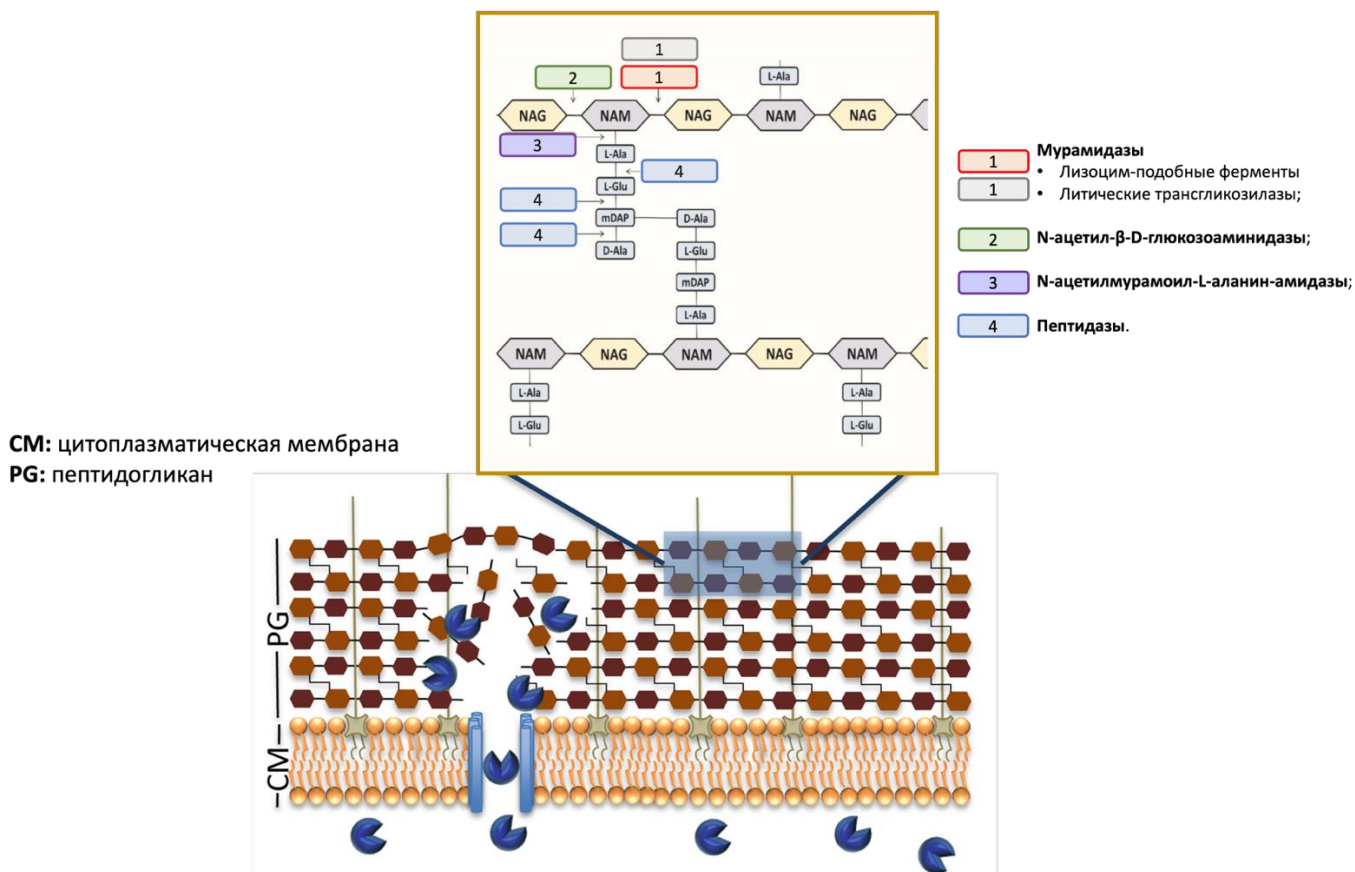 1
2 1 L-Ala
NAG NAM NAG NAM NAG
3
L-Ala
4
L-Glu
4
mDAP D-Ala
4
D-Ala L-Glu
mDAP
L-Ala
NAM NAG NAM NAG NAM
L-Ala L-Ala
L-Glu L-Glu
1 Мурамидазы
• Лизоцим-подобные ферменты
1 • Литические трансгликозилазы;
2 N-ацетил-β-D-глюкозоаминидазы;
3 N-ацетилмурамоил-L-аланин-амидазы;
4 Пептидазы.
CM: цитоплазматическая мембрана
PG: пептидогликан
PG
CM